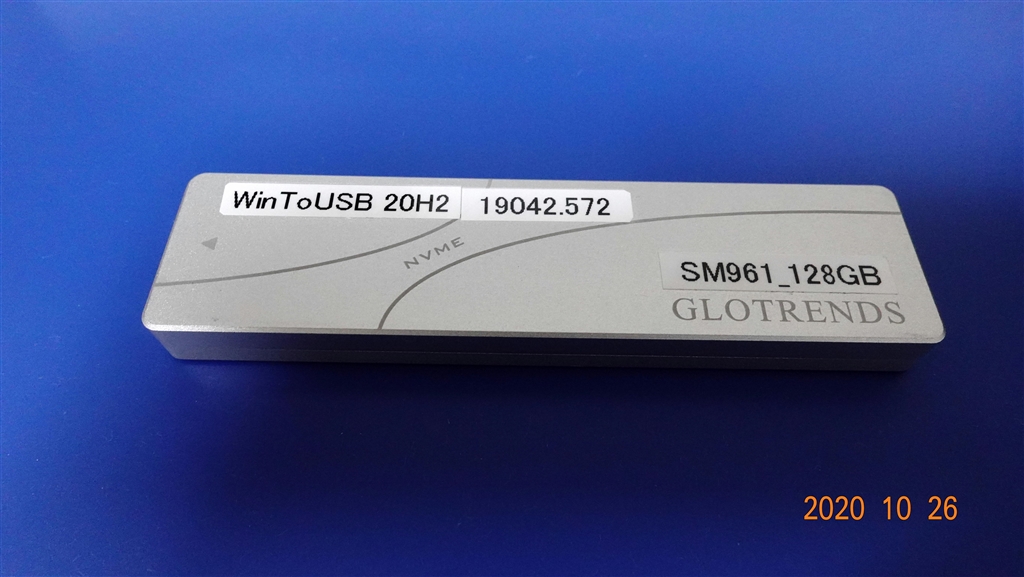 WinToUSB 20H2 19042.572
NVME
SM961_128GB
GLOTRENDS
2020 10 26